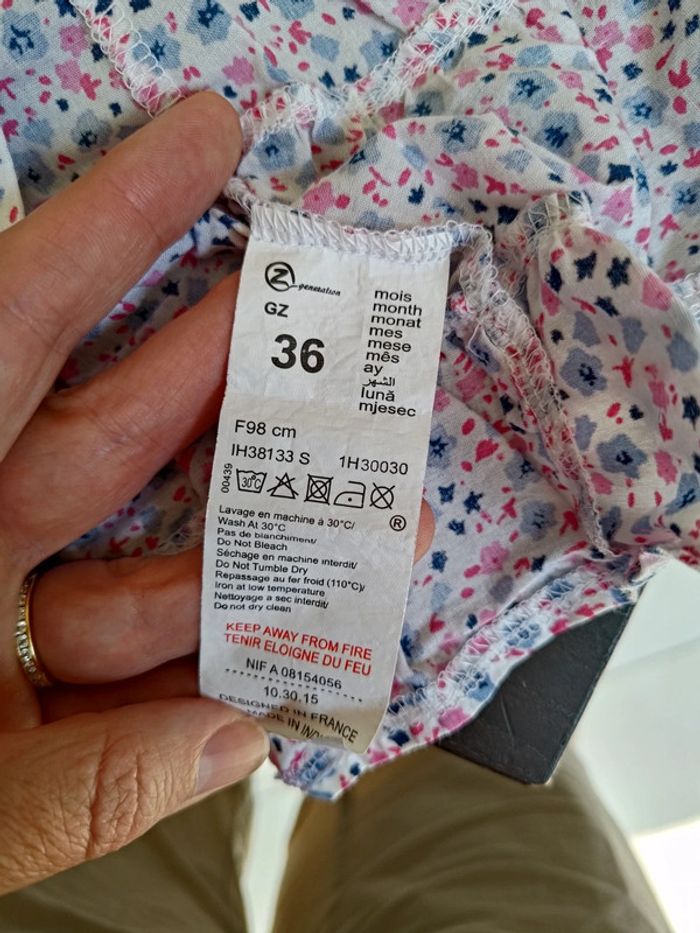 Z generation
GZ
36
mois
month
monat
mes
mese
mês
ay
الشهر
lună
mjesec
F98 cm
IH38133 S 1H30030
00439
30°C
®
Lavage en machine à 30°C/
Wash At 30°C
Pas de blanchiment/
Do Not Bleach
Séchage en machine interdit/
Do Not Tumble Dry
Repassage au fer froid (110°C)/
Iron at low temperature
Nettoyage a sec interdit/
Do not dry clean
KEEP AWAY FROM FIRE
TENIR ELOIGNE DU FEU
NIF A 08154056
10.30.15
DESIGNED IN FRANCE
MADE IN